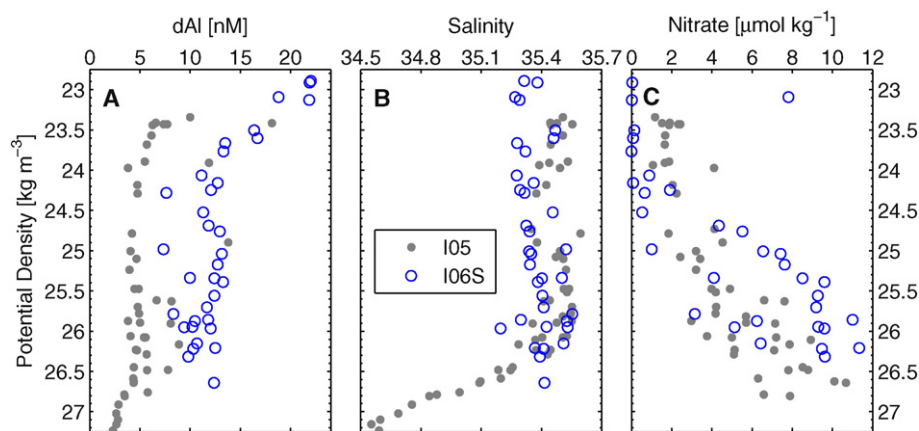 dAl [nM] Salinity Nitrate [μmol kg⁻¹]
0 5 10 15 20 34.5 34.8 35.1 35.4 35.7 0 2 4 6 8 10 12
A B C
23 23
23.5 23.5
24 24
24.5 24.5
25 25
25.5 25.5
26 26
26.5 26.5
27 27
Potential Density [kg m⁻³]
I05
I06S